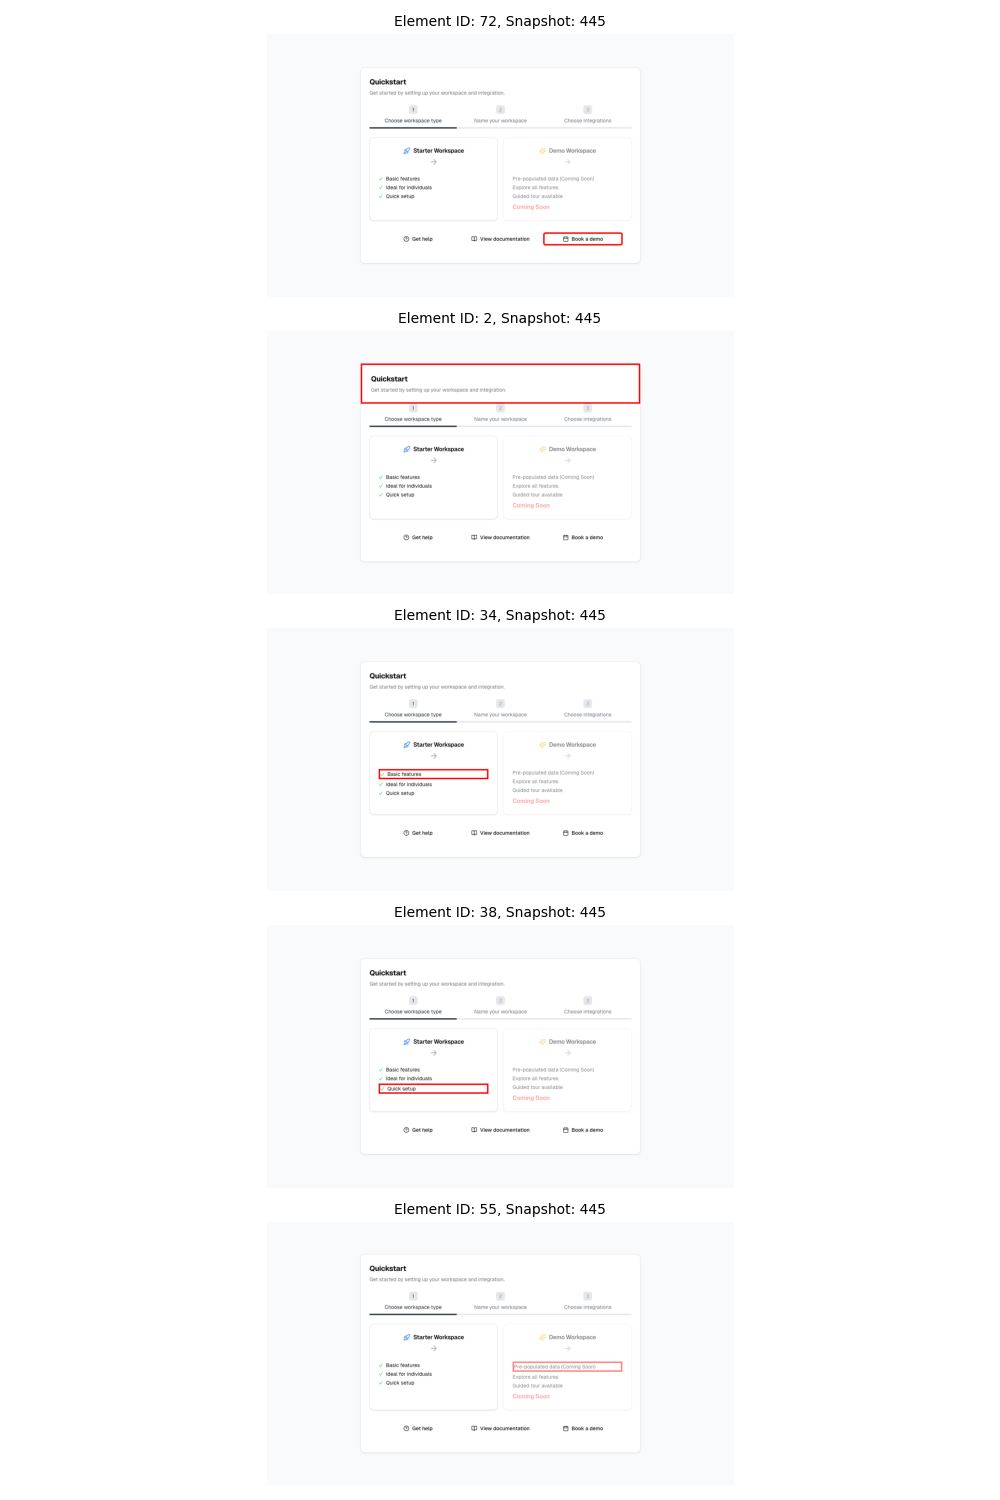 Element ID: 72, Snapshot: 445
Quickstart
Get started by setting up your workspace and integration.
1 2 3
Choose workspace type Name your workspace Choose integrations
Starter Workspace Demo Workspace
Basic features Pre-populated data (Coming Soon)
Ideal for individuals Explore all features
Quick setup Guided tour available
Coming Soon
Get help View documentation Book a demo
Element ID: 2, Snapshot: 445
Quickstart
Get started by setting up your workspace and integration.
1 2 3
Choose workspace type Name your workspace Choose integrations
Starter Workspace Demo Workspace
Basic features Pre-populated data (Coming Soon)
Ideal for individuals Explore all features
Quick setup Guided tour available
Coming Soon
Get help View documentation Book a demo
Element ID: 34, Snapshot: 445
Quickstart
Get started by setting up your workspace and integration.
1 2 3
Choose workspace type Name your workspace Choose integrations
Starter Workspace Demo Workspace
Basic features Pre-populated data (Coming Soon)
Ideal for individuals Explore all features
Quick setup Guided tour available
Coming Soon
Get help View documentation Book a demo
Element ID: 38, Snapshot: 445
Quickstart
Get started by setting up your workspace and integration.
1 2 3
Choose workspace type Name your workspace Choose integrations
Starter Workspace Demo Workspace
Basic features Pre-populated data (Coming Soon)
Ideal for individuals Explore all features
Quick setup Guided tour available
Coming Soon
Get help View documentation Book a demo
Element ID: 55, Snapshot: 445
Quickstart
Get started by setting up your workspace and integration.
1 2 3
Choose workspace type Name your workspace Choose integrations
Starter Workspace Demo Workspace
Basic features Pre-populated data (Coming Soon)
Ideal for individuals Explore all features
Quick setup Guided tour available
Coming Soon
Get help View documentation Book a demo